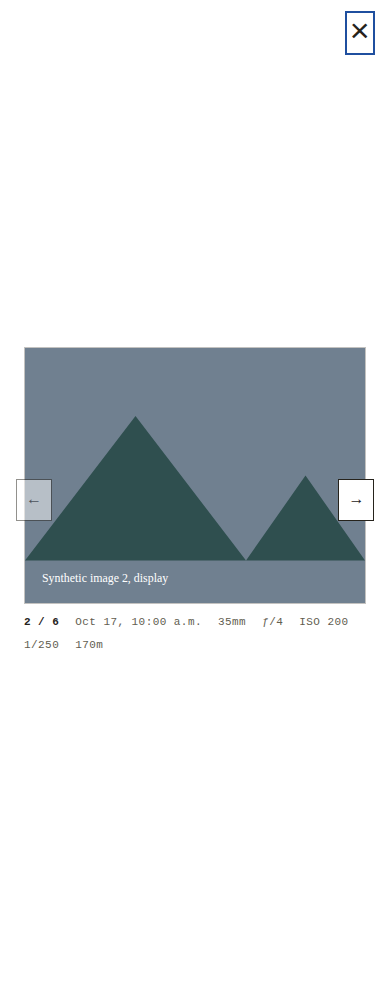 ✕
←
→
Synthetic image 2, display
2 / 6 Oct 17, 10:00 a.m. 35mm ƒ/4 ISO 200
1/250 170m